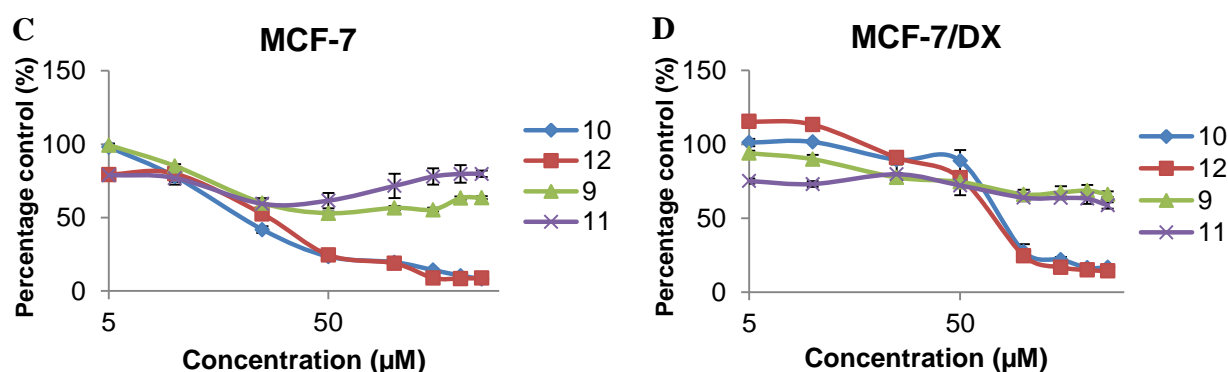 C
MCF-7
Percentage control (%)
150
100
50
0
5
50
Concentration (µM)
10
12
9
11
D
MCF-7/DX
Percentage control (%)
150
100
50
0
5
50
Concentration (µM)
10
12
9
11